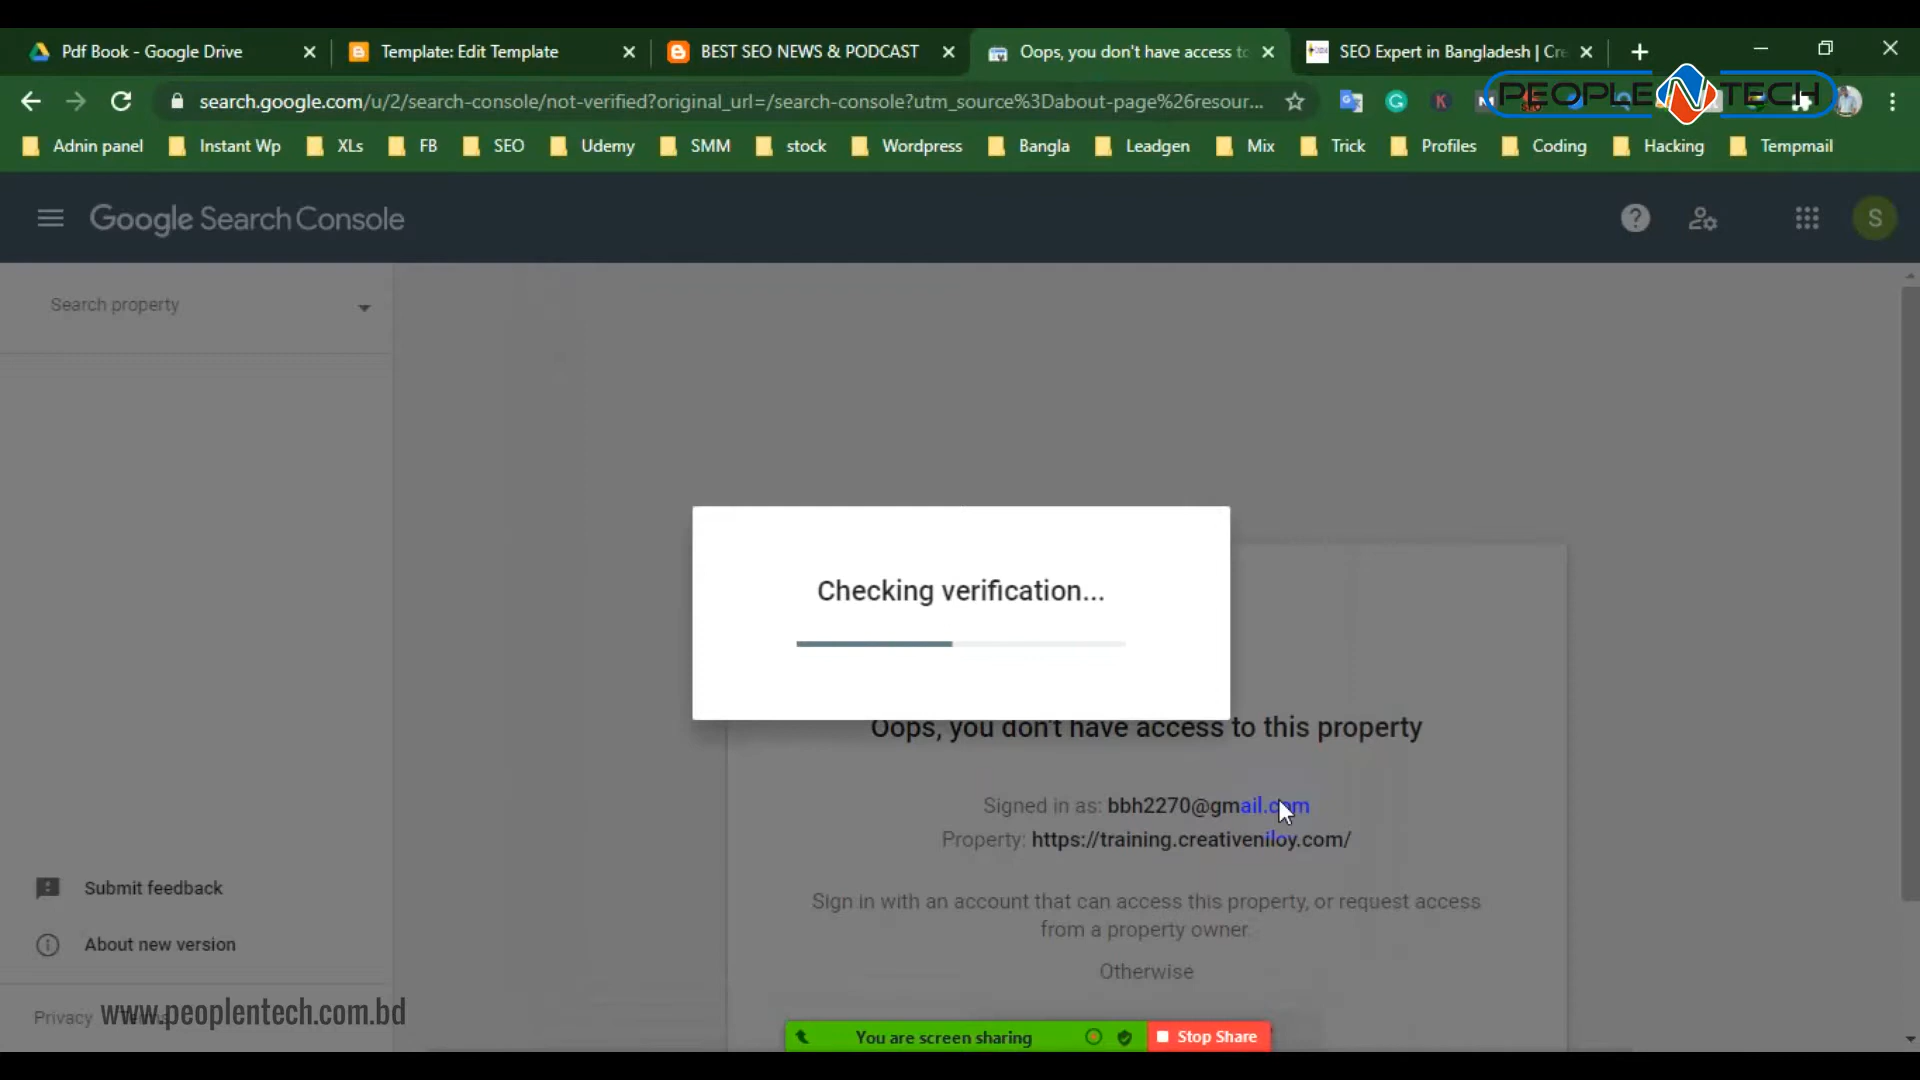 Pdf Book - Google Drive
Template: Edit Template
BEST SEO NEWS & PODCAST
Oops, you don't have access to
SEO Expert in Bangladesh | Cre
search.google.com/u/2/search-console/not-verified?original_url=/search-console?utm_source%3Dabout-page%26resour...
PEOPLE N TECH
Adnin panel
Instant Wp
XLs
FB
SEO
Udemy
SMM
stock
Wordpress
Bangla
Leadgen
Mix
Trick
Profiles
Coding
Hacking
Tempmail
Google Search Console
S
Search property
Checking verification...
Oops, you don't have access to this property
Signed in as: bbh2270@gmail.com
Property: https://training.creativeniloy.com/
Sign in with an account that can access this property, or request access
from a property owner.
Otherwise
Submit feedback
About new version
Privacy Terms
www.peoplentech.com.bd
You are screen sharing
Stop Share